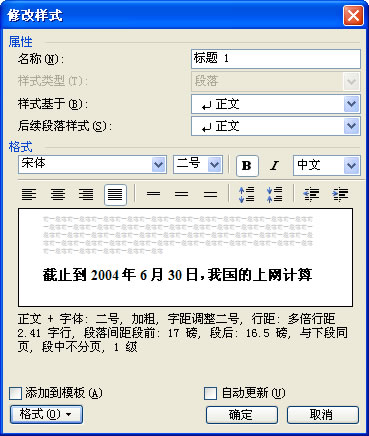 修改样式
属性
名称(N): 标题 1
样式类型(T): 段落
样式基于(B): ↵ 正文
后续段落样式(S): ↵ 正文
格式
宋体 二号 B I 中文
截止到 2004 年 6 月 30 日，我国的上网计算
正文 + 字体: 二号, 加粗, 字距调整二号, 行距: 多倍行距
2.41 字行, 段落间距段前: 17 磅, 段后: 16.5 磅, 与下段同
页, 段中不分页, 1 级
添加到模板(A) 自动更新(U)
格式(O) 确定 取消